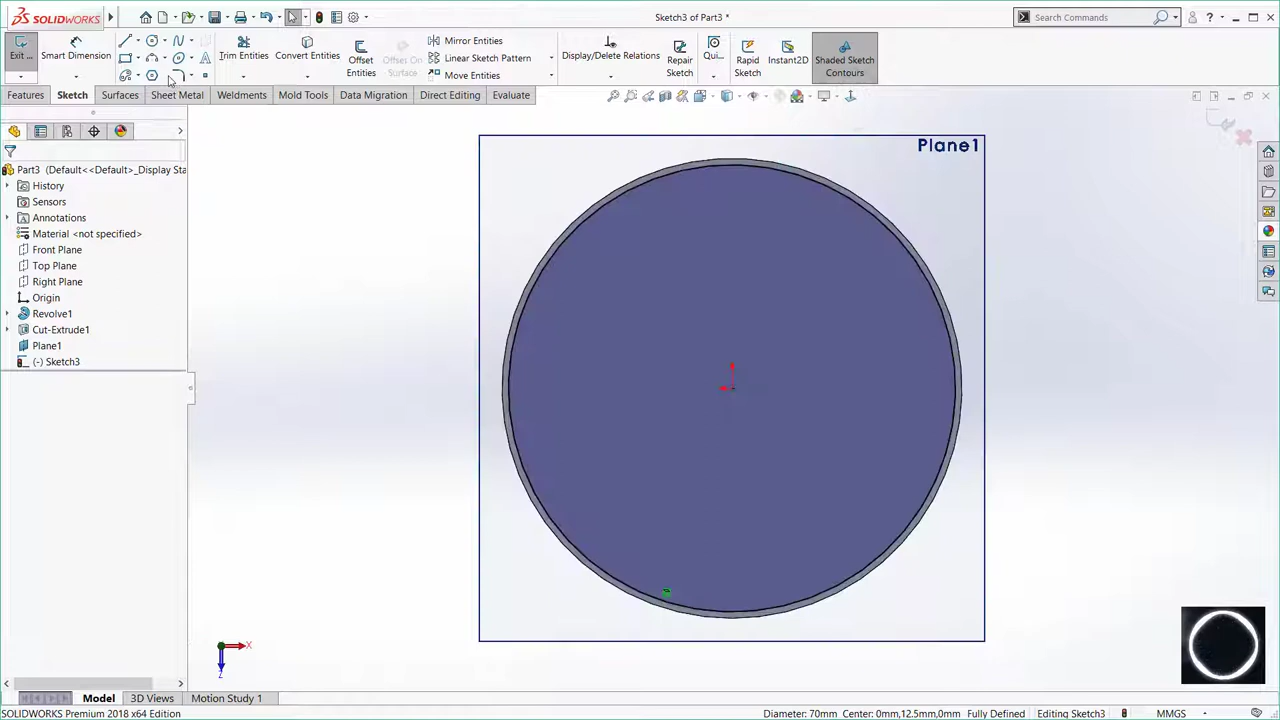 SOLIDWORKS
Sketch3 of Part3 *
Search Commands
Exit ...
Smart Dimension
Trim Entities
Convert Entities
Offset Entities
Offset On Surface
Mirror Entities
Linear Sketch Pattern
Move Entities
Display/Delete Relations
Repair Sketch
Qui...
Rapid Sketch
Instant2D
Shaded Sketch Contours
Features
Sketch
Surfaces
Sheet Metal
Weldments
Mold Tools
Data Migration
Direct Editing
Evaluate
Part3 (Default<<Default>_Display Sta
History
Sensors
Annotations
Material <not specified>
Front Plane
Top Plane
Right Plane
Origin
Revolve1
Cut-Extrude1
Plane1
(-) Sketch3
Plane1
X
Z
Model
3D Views
Motion Study 1
SOLIDWORKS Premium 2018 x64 Edition
Diameter: 70mm Center: 0mm,12.5mm,0mm Fully Defined Editing Sketch3 MMGS